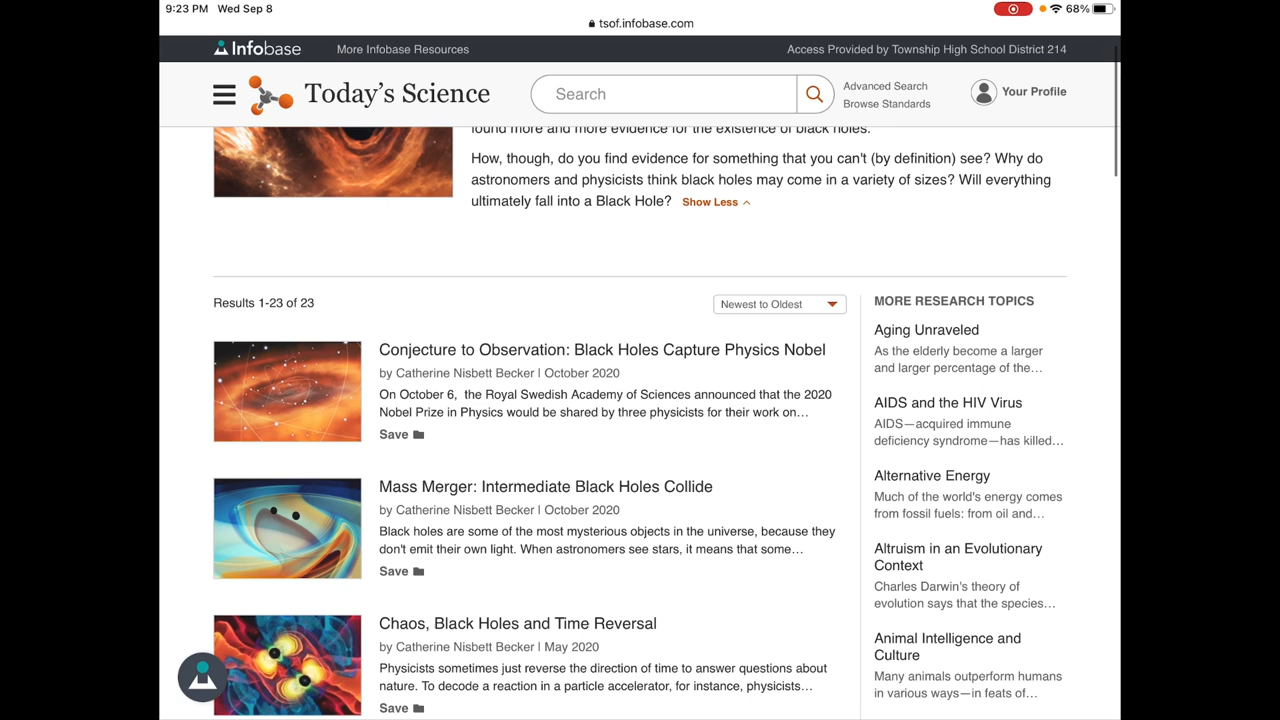 9:23 PM Wed Sep 8
68%
tsof.infobase.com
Infobase
More Infobase Resources
Access Provided by Township High School District 214
Today's Science
Search
Advanced Search
Browse Standards
Your Profile
found more and more evidence for the existence of black holes.
How, though, do you find evidence for something that you can't (by definition) see? Why do
astronomers and physicists think black holes may come in a variety of sizes? Will everything
ultimately fall into a Black Hole? Show Less
Results 1-23 of 23
Newest to Oldest
Conjecture to Observation: Black Holes Capture Physics Nobel
by Catherine Nisbett Becker | October 2020
On October 6, the Royal Swedish Academy of Sciences announced that the 2020
Nobel Prize in Physics would be shared by three physicists for their work on…
Save
Mass Merger: Intermediate Black Holes Collide
by Catherine Nisbett Becker | October 2020
Black holes are some of the most mysterious objects in the universe, because they
don't emit their own light. When astronomers see stars, it means that some…
Save
Chaos, Black Holes and Time Reversal
by Catherine Nisbett Becker | May 2020
Physicists sometimes just reverse the direction of time to answer questions about
nature. To decode a reaction in a particle accelerator, for instance, physicists…
Save
MORE RESEARCH TOPICS
Aging Unraveled
As the elderly become a larger
and larger percentage of the…
AIDS and the HIV Virus
AIDS—acquired immune
deficiency syndrome—has killed…
Alternative Energy
Much of the world's energy comes
from fossil fuels: from oil and…
Altruism in an Evolutionary
Context
Charles Darwin's theory of
evolution says that the species…
Animal Intelligence and
Culture
Many animals outperform humans
in various ways—in feats of…